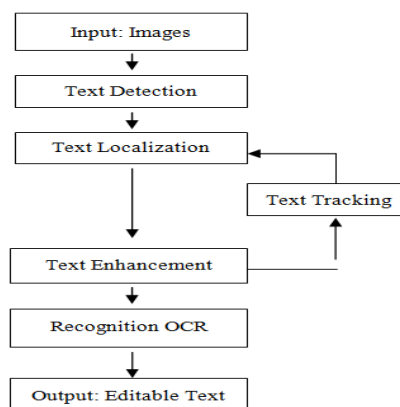 Input: Images
Text Detection
Text Localization
Text Tracking
Text Enhancement
Recognition OCR
Output: Editable Text